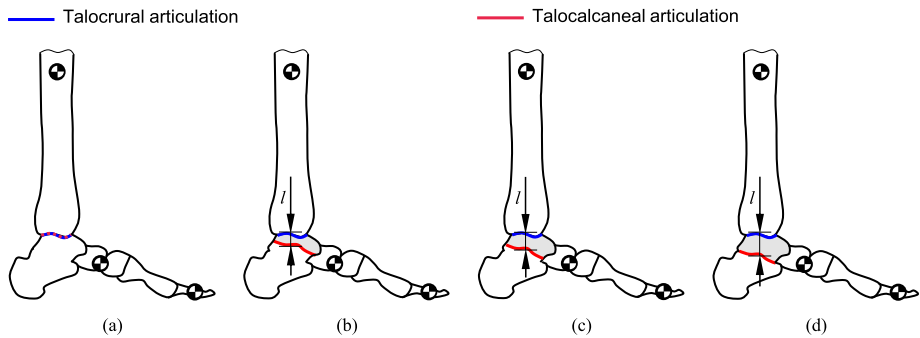 Talocrural articulation
Talocalcaneal articulation
l
l
l
(a)
(b)
(c)
(d)